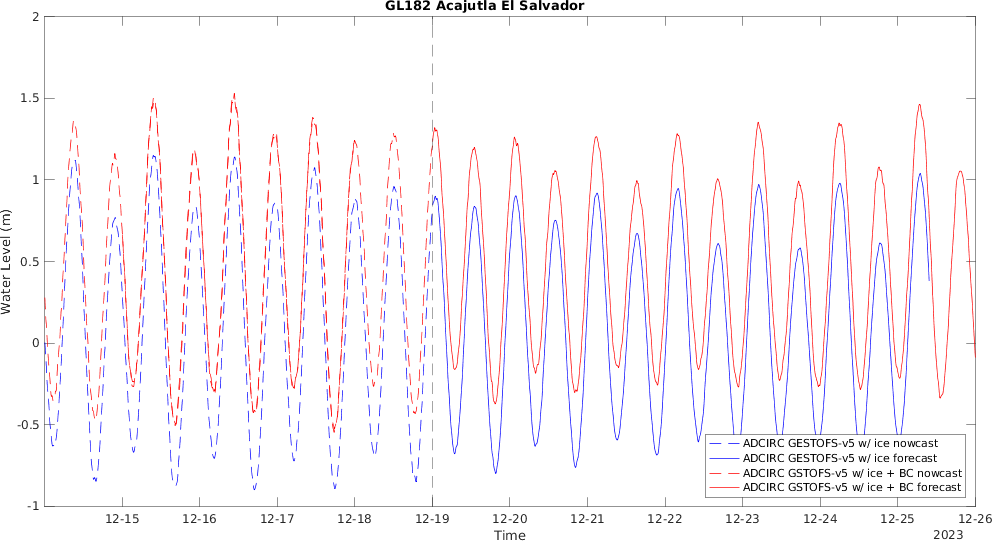 GL182 Acajutla El Salvador
2
1.5
1
0.5
0
-0.5
-1
Water Level (m)
ADCIRC GESTOFS-v5 w/ ice nowcast
ADCIRC GESTOFS-v5 w/ ice forecast
ADCIRC GSTOFS-v5 w/ ice + BC nowcast
ADCIRC GSTOFS-v5 w/ ice + BC forecast
12-15 12-16 12-17 12-18 12-19 12-20 12-21 12-22 12-23 12-24 12-25 12-26
Time
2023